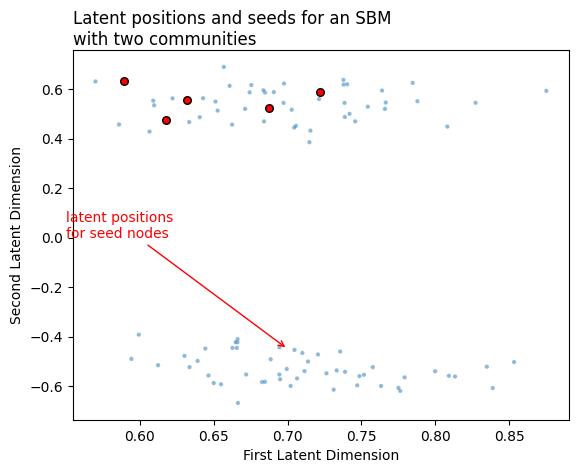 Latent positions and seeds for an SBM
with two communities
0.6
0.4
0.2
latent positions
for seed nodes
0.0
−0.2
−0.4
−0.6
Second Latent Dimension
0.60
0.65
0.70
0.75
0.80
0.85
First Latent Dimension